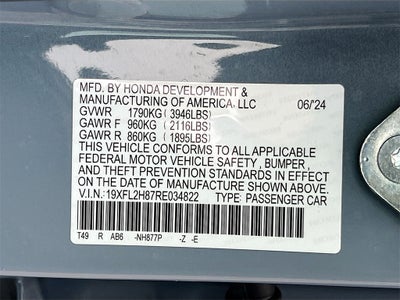 MFD. BY HONDA DEVELOPMENT &
MANUFACTURING OF AMERICA, LLC 06/24
GVWR 1790KG (3946LBS)
GAWR F 960KG (2116LBS)
GAWR R 860KG (1895LBS)
THIS VEHICLE CONFORMS TO ALL APPLICABLE
FEDERAL MOTOR VEHICLE SAFETY , BUMPER,
AND THEFT PREVENTION STANDARDS IN EFFECT
ON THE DATE OF MANUFACTURE SHOWN ABOVE.
V.I.N.: 19XFL2H87RE034822 TYPE: PASSENGER CAR
T49 R AB6 -NH877P -Z -E